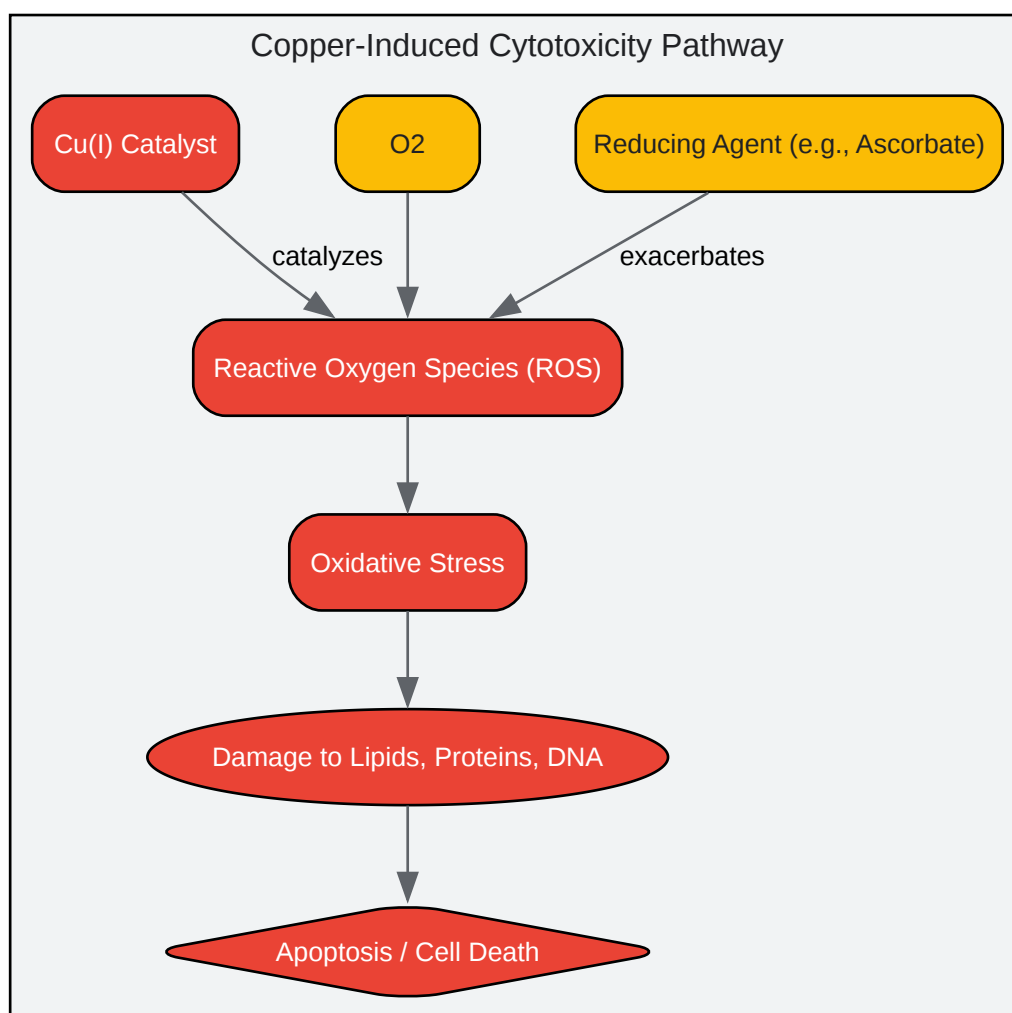 Copper-Induced Cytotoxicity Pathway
Cu(I) Catalyst
O2
Reducing Agent (e.g., Ascorbate)
catalyzes
exacerbates
Reactive Oxygen Species (ROS)
Oxidative Stress
Damage to Lipids, Proteins, DNA
Apoptosis / Cell Death